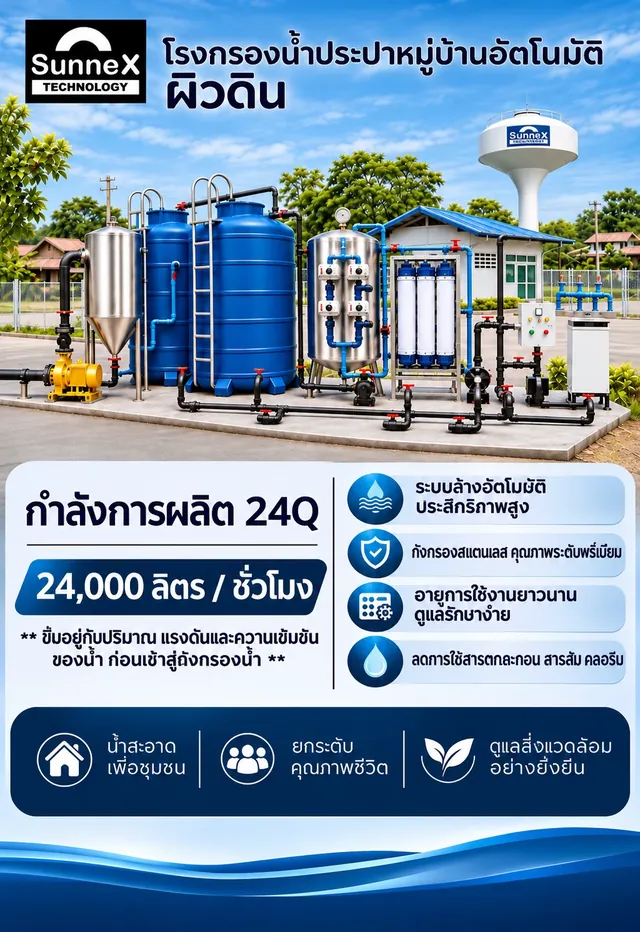 SunneX
TECHNOLOGY
โรงกรองน้ำประปาหมู่บ้านอัตโนมัติ
ผิวดิน
SunneX
กำลังการผลิต 24Q
24,000 ลิตร / ชั่วโมง
** ขึ้นอยู่กับปริมาณ แรงดันและความเข้มข้น
ของน้ำ ก่อนเข้าสู่ถังกรองน้ำ **
ระบบล้างอัตโมมัติ
ประสิกริภาพสูง
กังกรองสแตนเลส คุณภาพระดับพรี่เบียม
อายุการใช้งานยาวนาน
ดูแลรักษาง่าย
ลดการใช้สารตกละกอน สารสัม คลอรีม
น้ำสะอาด
เพื่อชุมชน
ยกระดับ
คุณภาพชีวิต
ดูแลสิ่งแวดล้อม
อย่างยั่งยืน